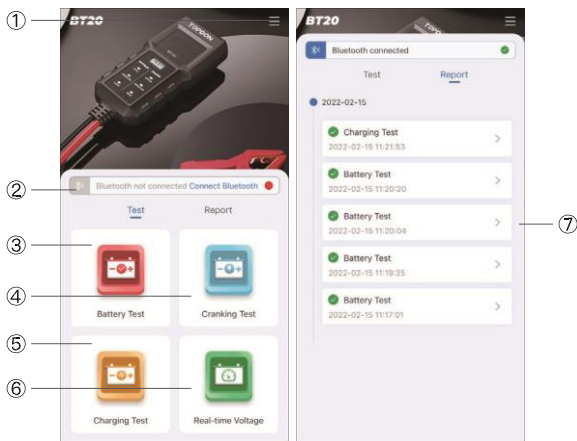 ①
BT20
TOPDON
②
Bluetooth not connected Connect Bluetooth
Test Report
③
④
Battery Test Cranking Test
⑤
⑥
Charging Test Real-time Voltage
BT20
Bluetooth connected
Test Report
2022-02-15
Charging Test
2022-02-15 11:21:53
Battery Test
2022-02-15 11:20:20
Battery Test
2022-02-15 11:20:04
⑦
Battery Test
2022-02-15 11:19:35
Battery Test
2022-02-15 11:17:01